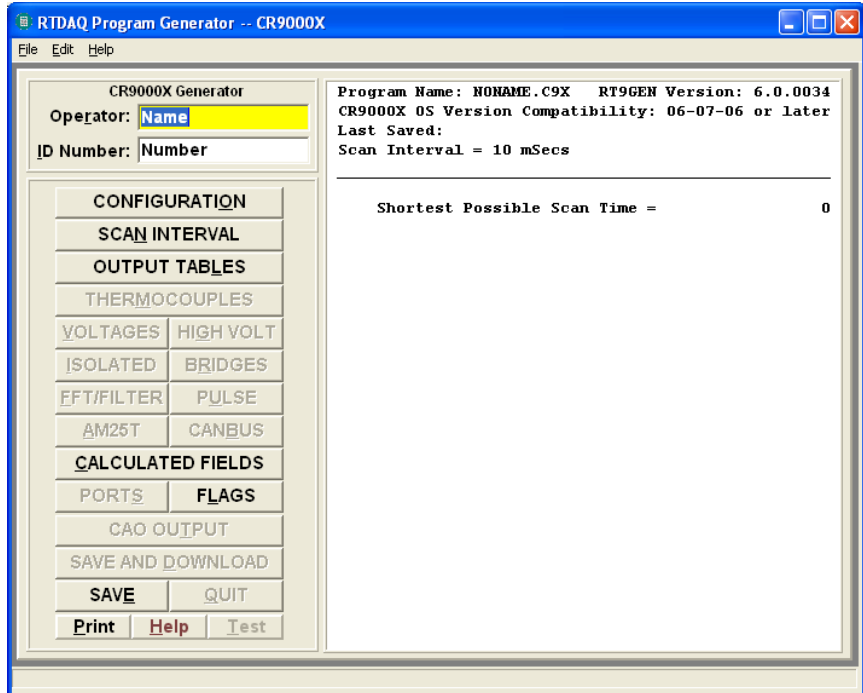 RTDAQ Program Generator -- CR9000X
File Edit Help
CR9000X Generator
Operator: Name
ID Number: Number
CONFIGURATION
SCAN INTERVAL
OUTPUT TABLES
THERMOCOUPLES
VOLTAGES HIGH VOLT
ISOLATED BRIDGES
FFT/FILTER PULSE
AM25T CANBUS
CALCULATED FIELDS
PORTS FLAGS
CAO OUTPUT
SAVE AND DOWNLOAD
SAVE QUIT
Print Help Test
Program Name: NONAME.C9X RT9GEN Version: 6.0.0034
CR9000X OS Version Compatibility: 06-07-06 or later
Last Saved:
Scan Interval = 10 mSecs
Shortest Possible Scan Time = 0